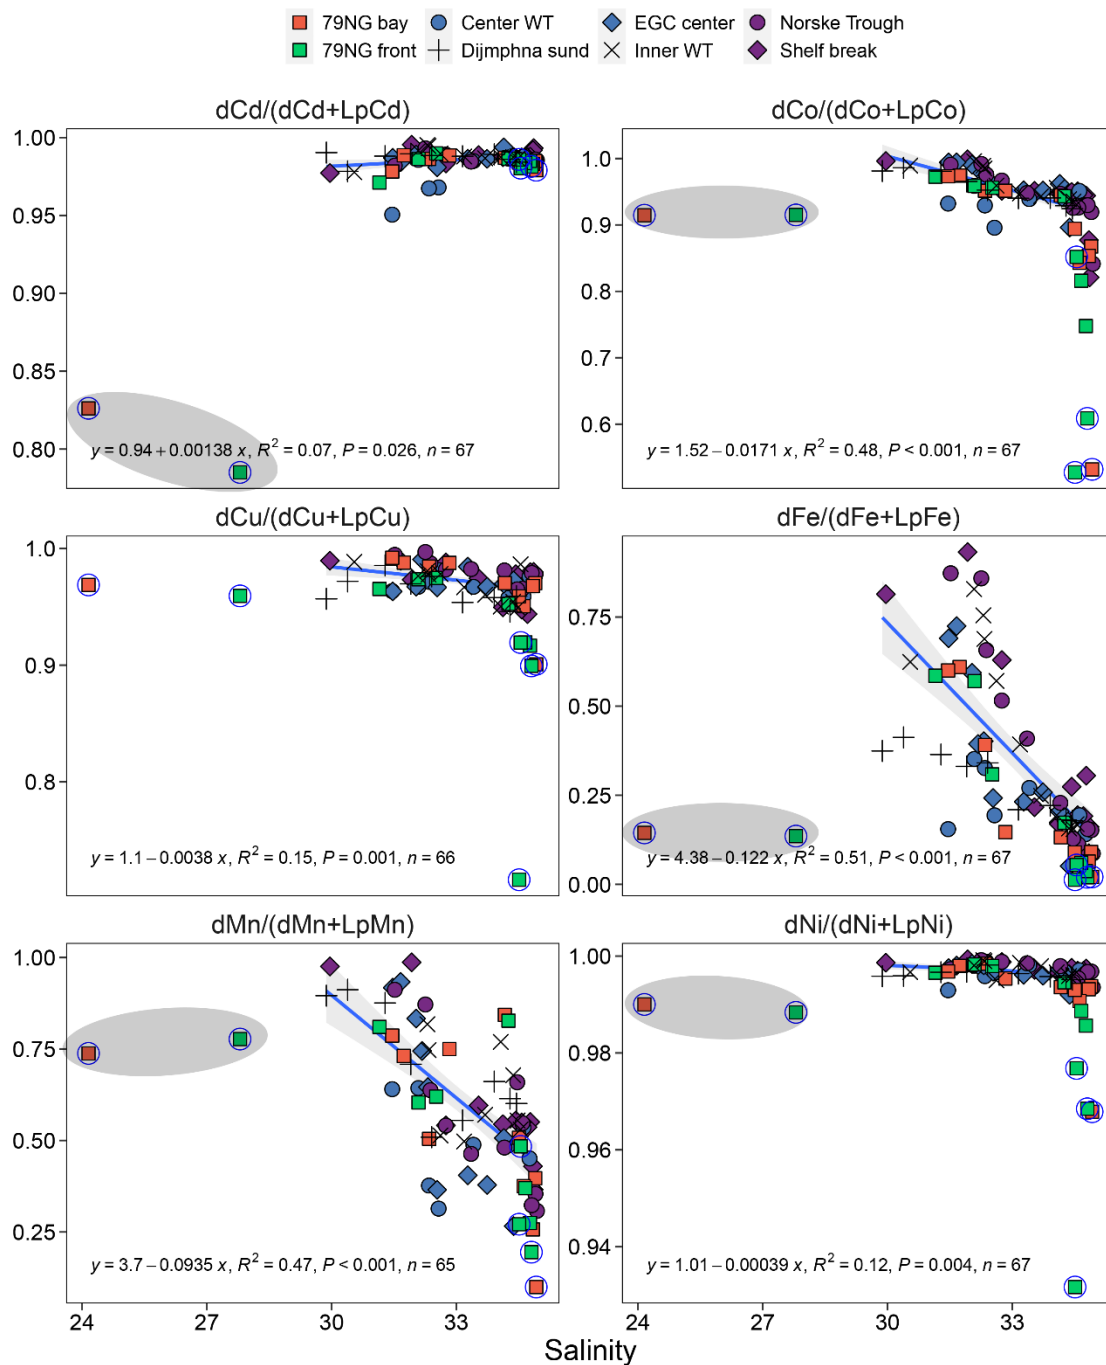 79NG bay Center WT EGC center Norske Trough
79NG front Dijmphna sund Inner WT Shelf break
dCd/(dCd+LpCd)
1.00
0.95
0.90
0.85
0.80
y = 0.94 + 0.00138 x, R² = 0.07, P = 0.026, n = 67
dCo/(dCo+LpCo)
1.0
0.9
0.8
0.7
0.6
y = 1.52 − 0.0171 x, R² = 0.48, P < 0.001, n = 67
dCu/(dCu+LpCu)
1.0
0.9
0.8
y = 1.1 − 0.0038 x, R² = 0.15, P = 0.001, n = 66
dFe/(dFe+LpFe)
0.75
0.50
0.25
0.00
y = 4.38 − 0.122 x, R² = 0.51, P < 0.001, n = 67
dMn/(dMn+LpMn)
1.00
0.75
0.50
0.25
y = 3.7 − 0.0935 x, R² = 0.47, P < 0.001, n = 65
24 27 30 33
dNi/(dNi+LpNi)
1.00
0.98
0.96
0.94
y = 1.01 − 0.00039 x, R² = 0.12, P = 0.004, n = 67
24 27 30 33
Salinity